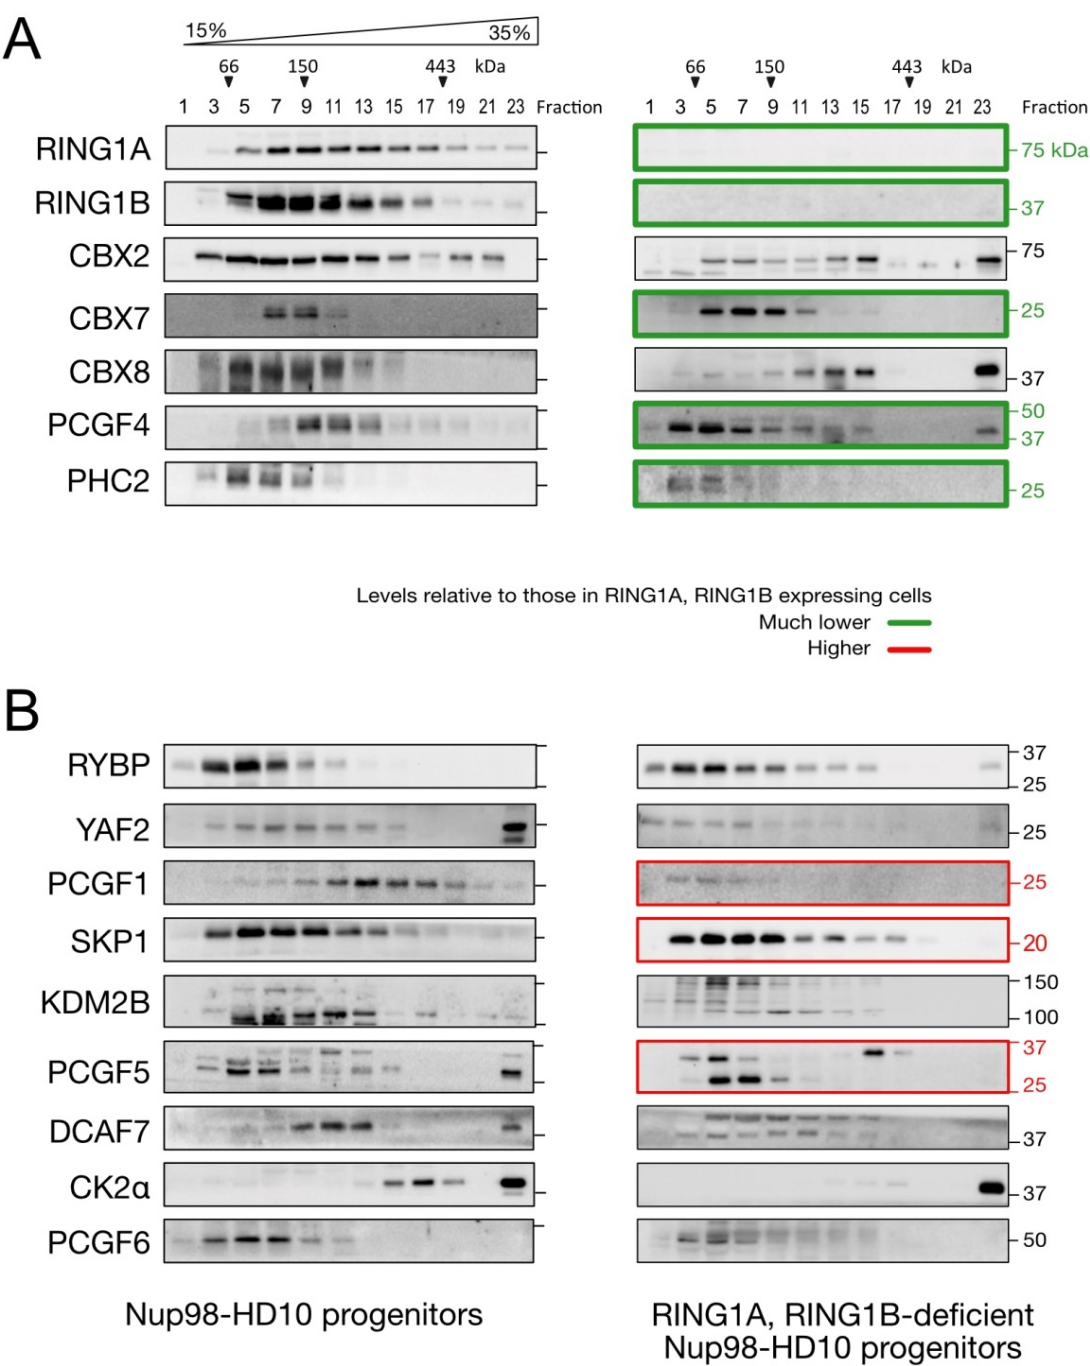 A
15% 35%
66 150 443 kDa
1 3 5 7 9 11 13 15 17 19 21 23 Fraction
66 150 443 kDa
1 3 5 7 9 11 13 15 17 19 21 23 Fraction
RING1A 75 kDa
RING1B 37
CBX2 75
CBX7 25
CBX8 37
PCGF4 50
37
PHC2 25
Levels relative to those in RING1A, RING1B expressing cells
Much lower
Higher
B
RYBP 37
25
YAF2 25
PCGF1 25
SKP1 20
KDM2B 150
100
PCGF5 37
25
DCAF7 37
CK2α 37
PCGF6 50
Nup98-HD10 progenitors
RING1A, RING1B-deficient
Nup98-HD10 progenitors